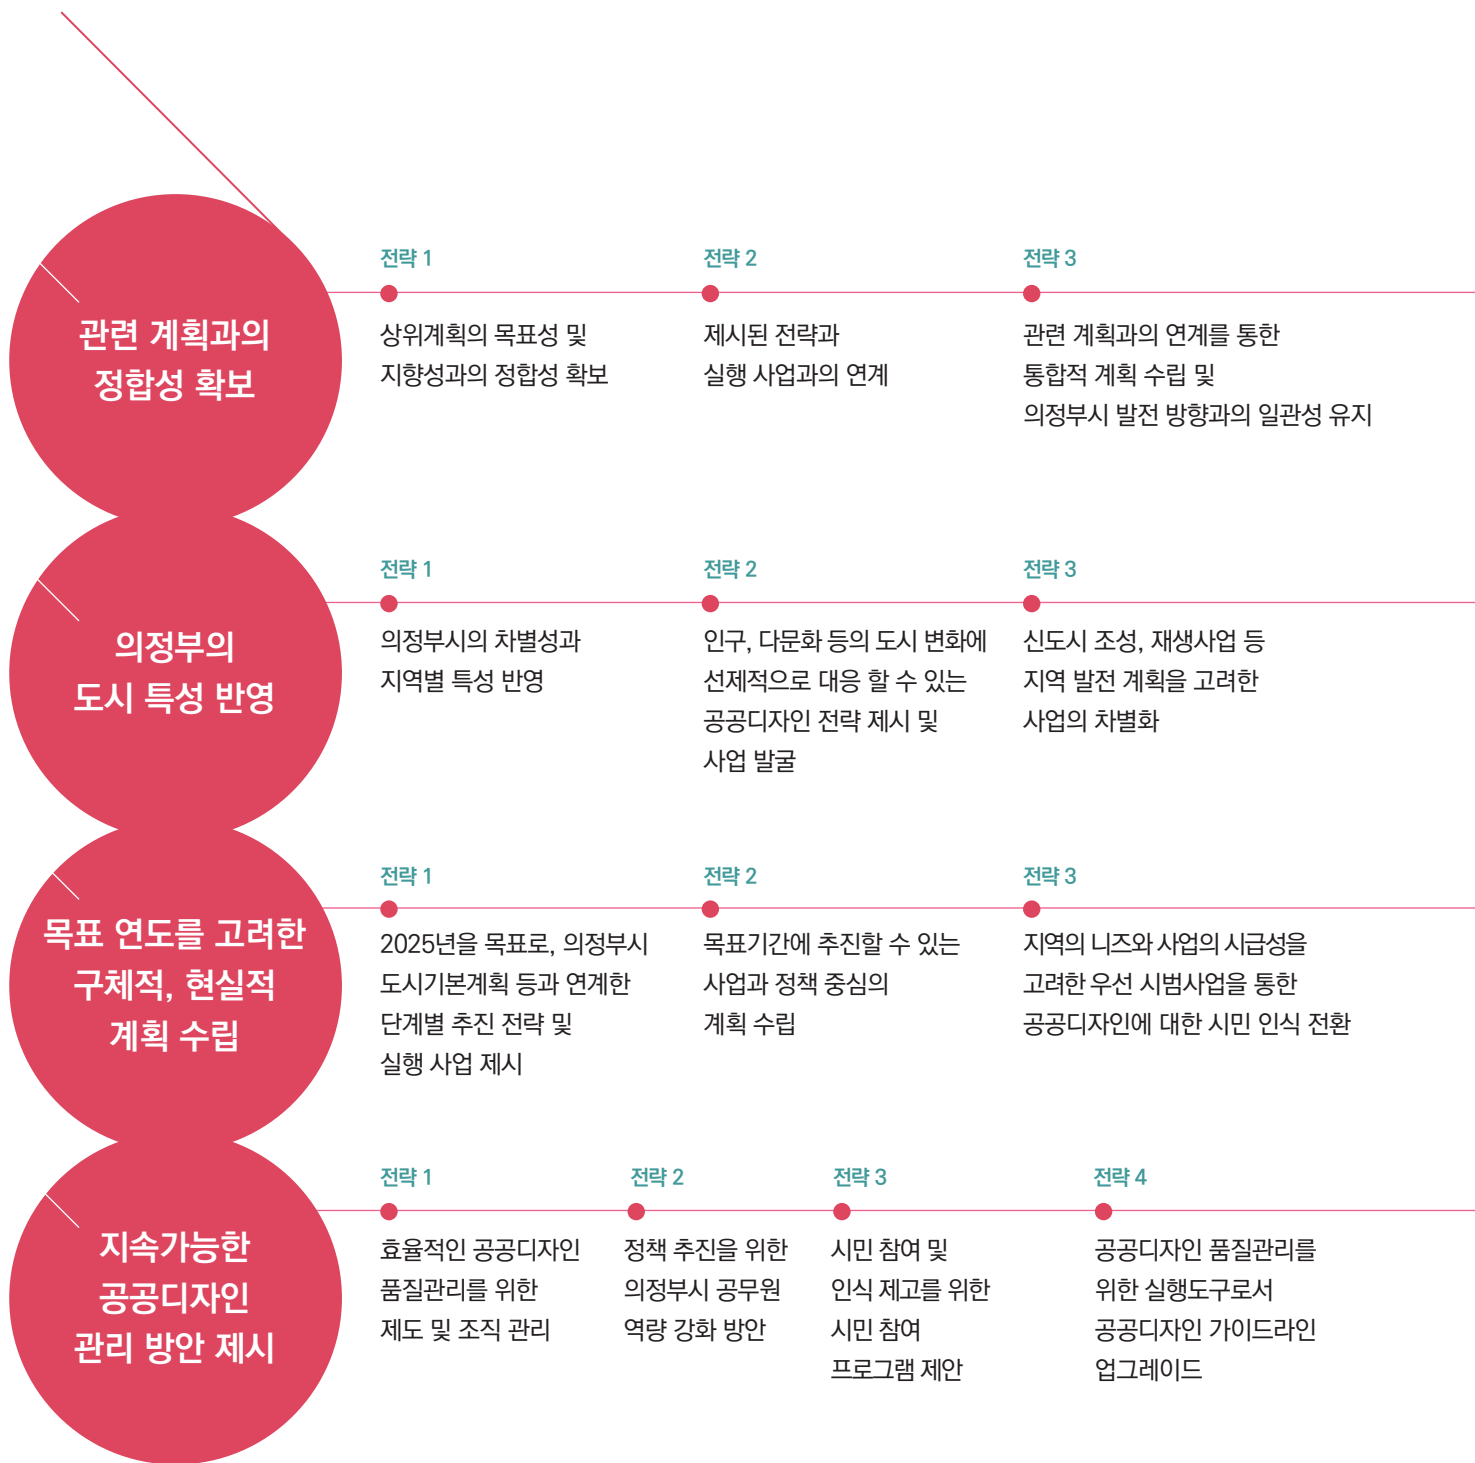 관련 계획과의
정합성 확보
전략 1
상위계획의 목표성 및
지향성과의 정합성 확보
전략 2
제시된 전략과
실행 사업과의 연계
전략 3
관련 계획과의 연계를 통한
통합적 계획 수립 및
의정부시 발전 방향과의 일관성 유지
의정부의
도시 특성 반영
전략 1
의정부시의 차별성과
지역별 특성 반영
전략 2
인구, 다문화 등의 도시 변화에
선제적으로 대응 할 수 있는
공공디자인 전략 제시 및
사업 발굴
전략 3
신도시 조성, 재생사업 등
지역 발전 계획을 고려한
사업의 차별화
목표 연도를 고려한
구체적, 현실적
계획 수립
전략 1
2025년을 목표로, 의정부시
도시기본계획 등과 연계한
단계별 추진 전략 및
실행 사업 제시
전략 2
목표기간에 추진할 수 있는
사업과 정책 중심의
계획 수립
전략 3
지역의 니즈와 사업의 시급성을
고려한 우선 시범사업을 통한
공공디자인에 대한 시민 인식 전환
지속가능한
공공디자인
관리 방안 제시
전략 1
효율적인 공공디자인
품질관리를 위한
제도 및 조직 관리
전략 2
정책 추진을 위한
의정부시 공무원
역량 강화 방안
전략 3
시민 참여 및
인식 제고를 위한
시민 참여
프로그램 제안
전략 4
공공디자인 품질관리를
위한 실행도구로서
공공디자인 가이드라인
업그레이드